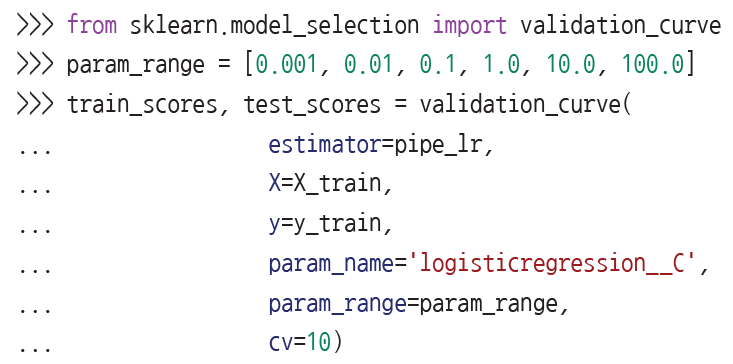 >>> from sklearn.model_selection import validation_curve
>>> param_range = [0.001, 0.01, 0.1, 1.0, 10.0, 100.0]
>>> train_scores, test_scores = validation_curve(
...                estimator=pipe_lr,
...                X=X_train,
...                y=y_train,
...                param_name='logisticregression__C',
...                param_range=param_range,
...                cv=10)